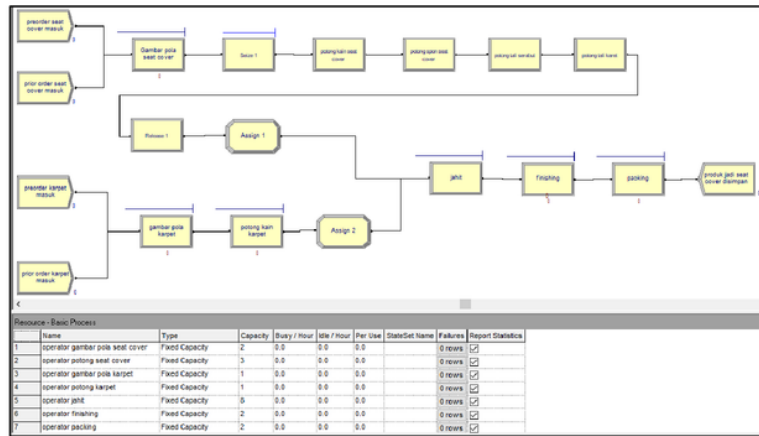 preorder seat
cover masuk
prior order seat
cover masuk
Gambar pola
seat cover
Seize 1
potong kain seat
cover
potong spon seat
cover
potong tali
potong tali karet
Release 1
Assign 1
preorder karpet
masuk
prior order karpet
masuk
gambar pola
karpet
potong kain
karpet
Assign 2
jahit
finishing
packing
produk jadi seat
cover disimpan
Resource - Basic Process
Name Type Capacity Busy / Hour Idle / Hour Per Use StateSet Name Failures Report Statistics
1 operator gambar pola seat cover Fixed Capacity 2 0.0 0.0 0.0 0 rows
2 operator potong seat cover Fixed Capacity 3 0.0 0.0 0.0 0 rows
3 operator gambar pola karpet Fixed Capacity 1 0.0 0.0 0.0 0 rows
4 operator potong karpet Fixed Capacity 1 0.0 0.0 0.0 0 rows
5 operator jahit Fixed Capacity 0.0 0.0 0.0 0 rows
6 operator finishing Fixed Capacity 2 0.0 0.0 0.0 0 rows
7 operator packing Fixed Capacity 2 0.0 0.0 0.0 0 rows